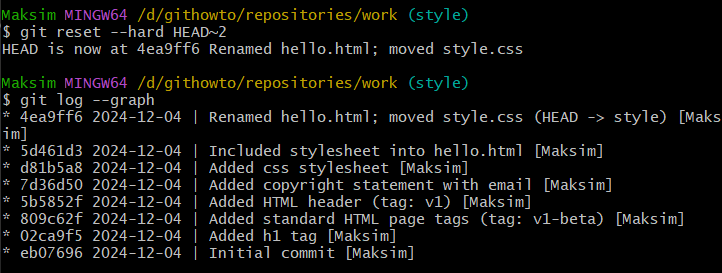 Maksim MINGW64 /d/githowto/repositories/work (style)
$ git reset --hard HEAD~2
HEAD is now at 4ea9ff6 Renamed hello.html; moved style.css
Maksim MINGW64 /d/githowto/repositories/work (style)
$ git log --graph
* 4ea9ff6 2024-12-04 | Renamed hello.html; moved style.css (HEAD -> style) [Maks
im]
* 5d461d3 2024-12-04 | Included stylesheet into hello.html [Maksim]
* d81b5a8 2024-12-04 | Added css stylesheet [Maksim]
* 7d36d50 2024-12-04 | Added copyright statement with email [Maksim]
* 5b5852f 2024-12-04 | Added HTML header (tag: v1) [Maksim]
* 809c62f 2024-12-04 | Added standard HTML page tags (tag: v1-beta) [Maksim]
* 02ca9f5 2024-12-04 | Added h1 tag [Maksim]
* eb07696 2024-12-04 | Initial commit [Maksim]